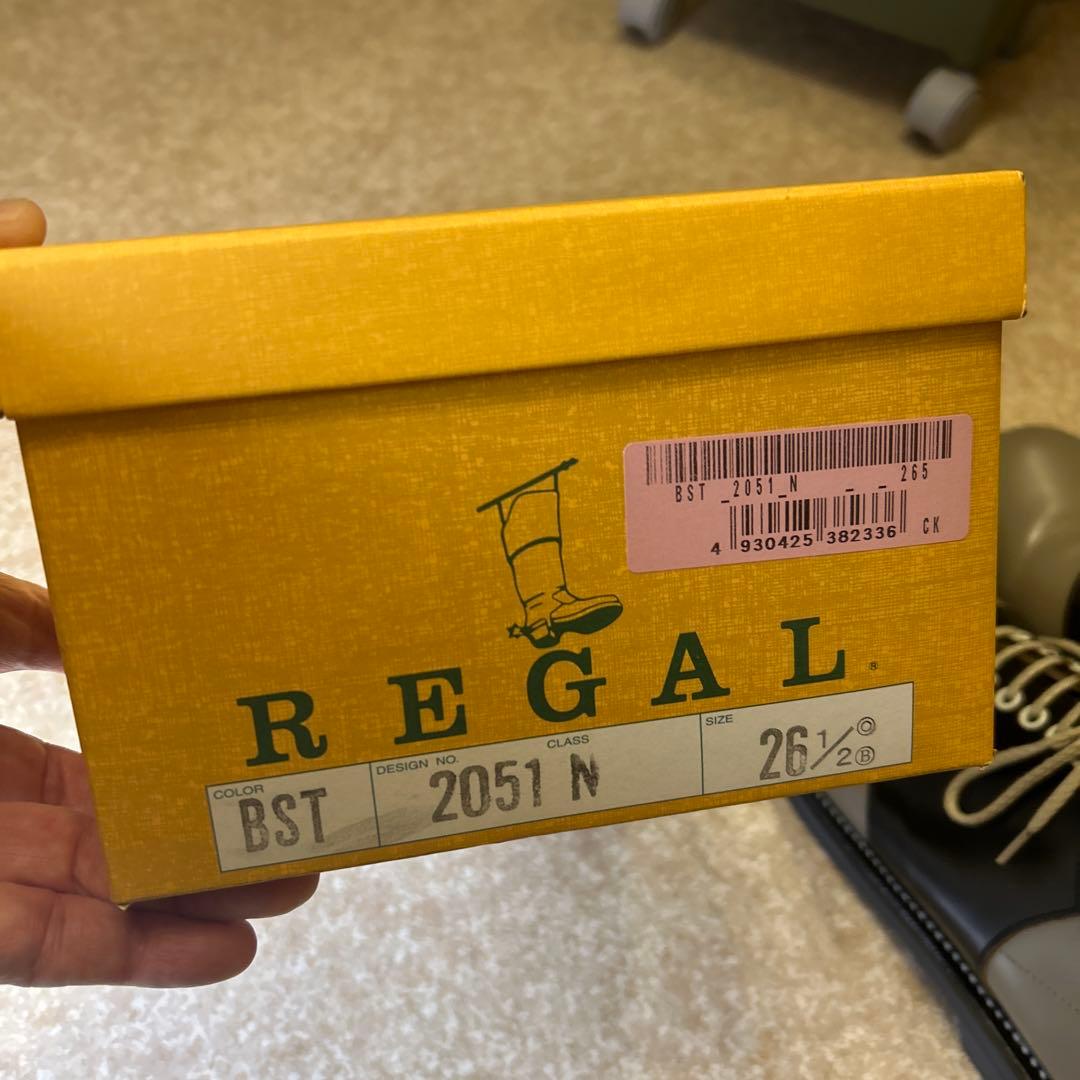 BST _2051_N _ _ 265
4 930425 382336 CK
REGAL®
COLOR DESIGN NO. CLASS SIZE
BST 2051 N 26 1/2 Ⓑ